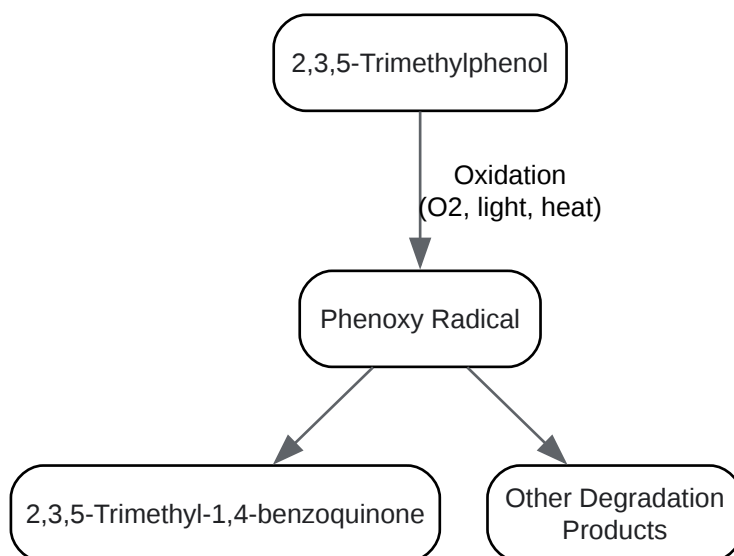 2,3,5-Trimethylphenol
Oxidation
(O2, light, heat)
Phenoxy Radical
2,3,5-Trimethyl-1,4-benzoquinone
Other Degradation
Products